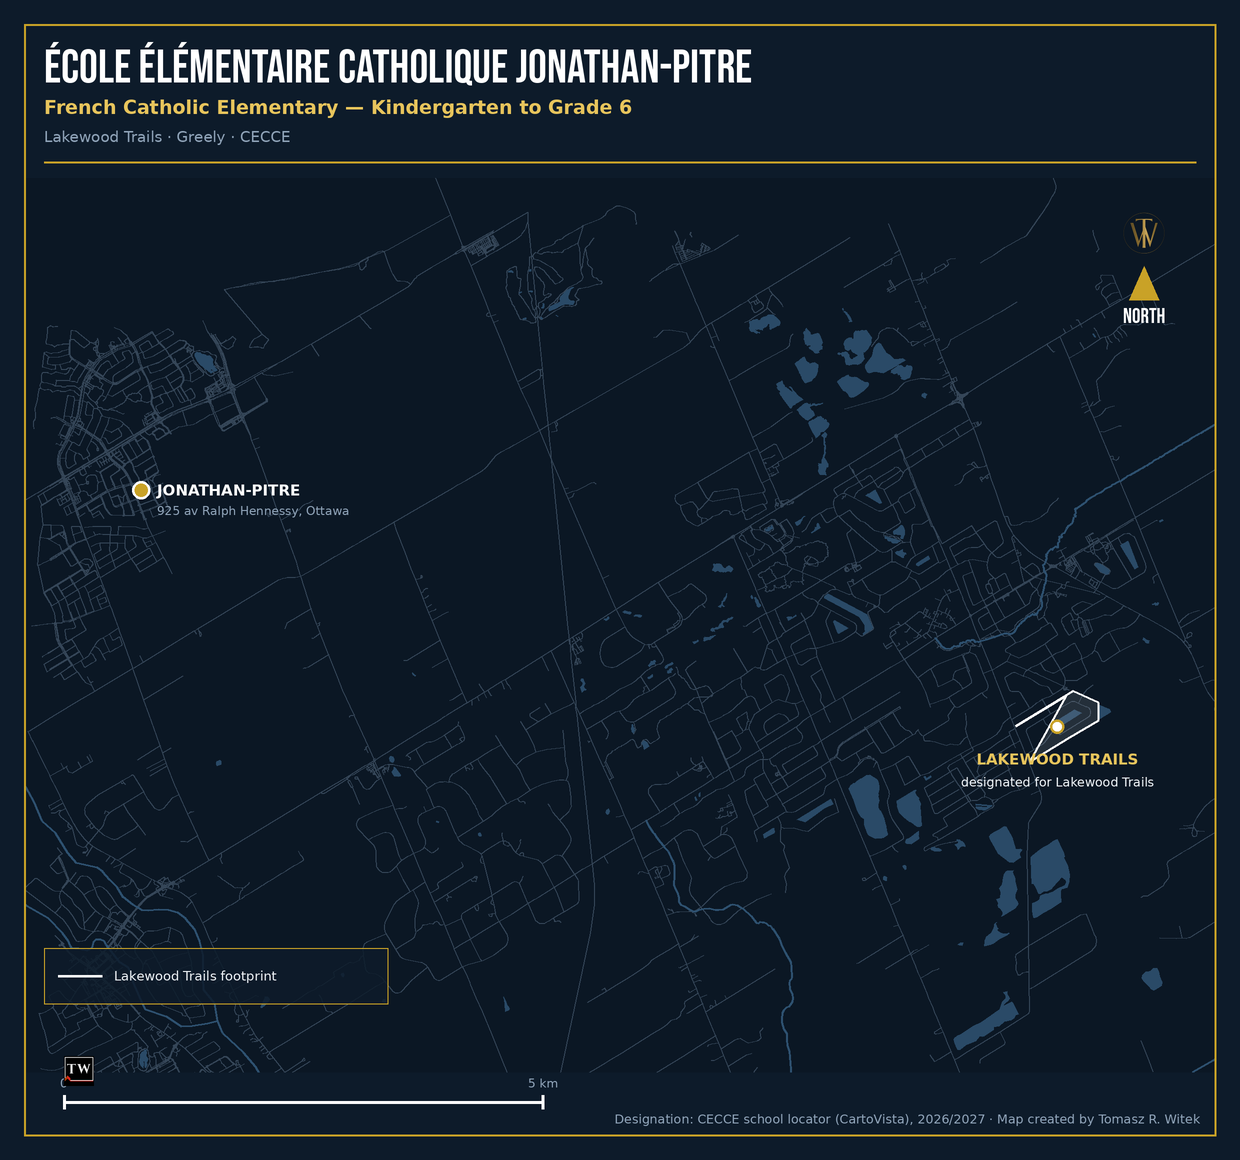 ÉCOLE ÉLÉMENTAIRE CATHOLIQUE JONATHAN-PITRE
French Catholic Elementary — Kindergarten to Grade 6
Lakewood Trails · Greely · CECCE
TW
NORTH
JONATHAN-PITRE
925 av Ralph Hennessy, Ottawa
LAKEWOOD TRAILS
designated for Lakewood Trails
Lakewood Trails footprint
TW
5 km
Designation: CECCE school locator (CartoVista), 2026/2027 · Map created by Tomasz R. Witek